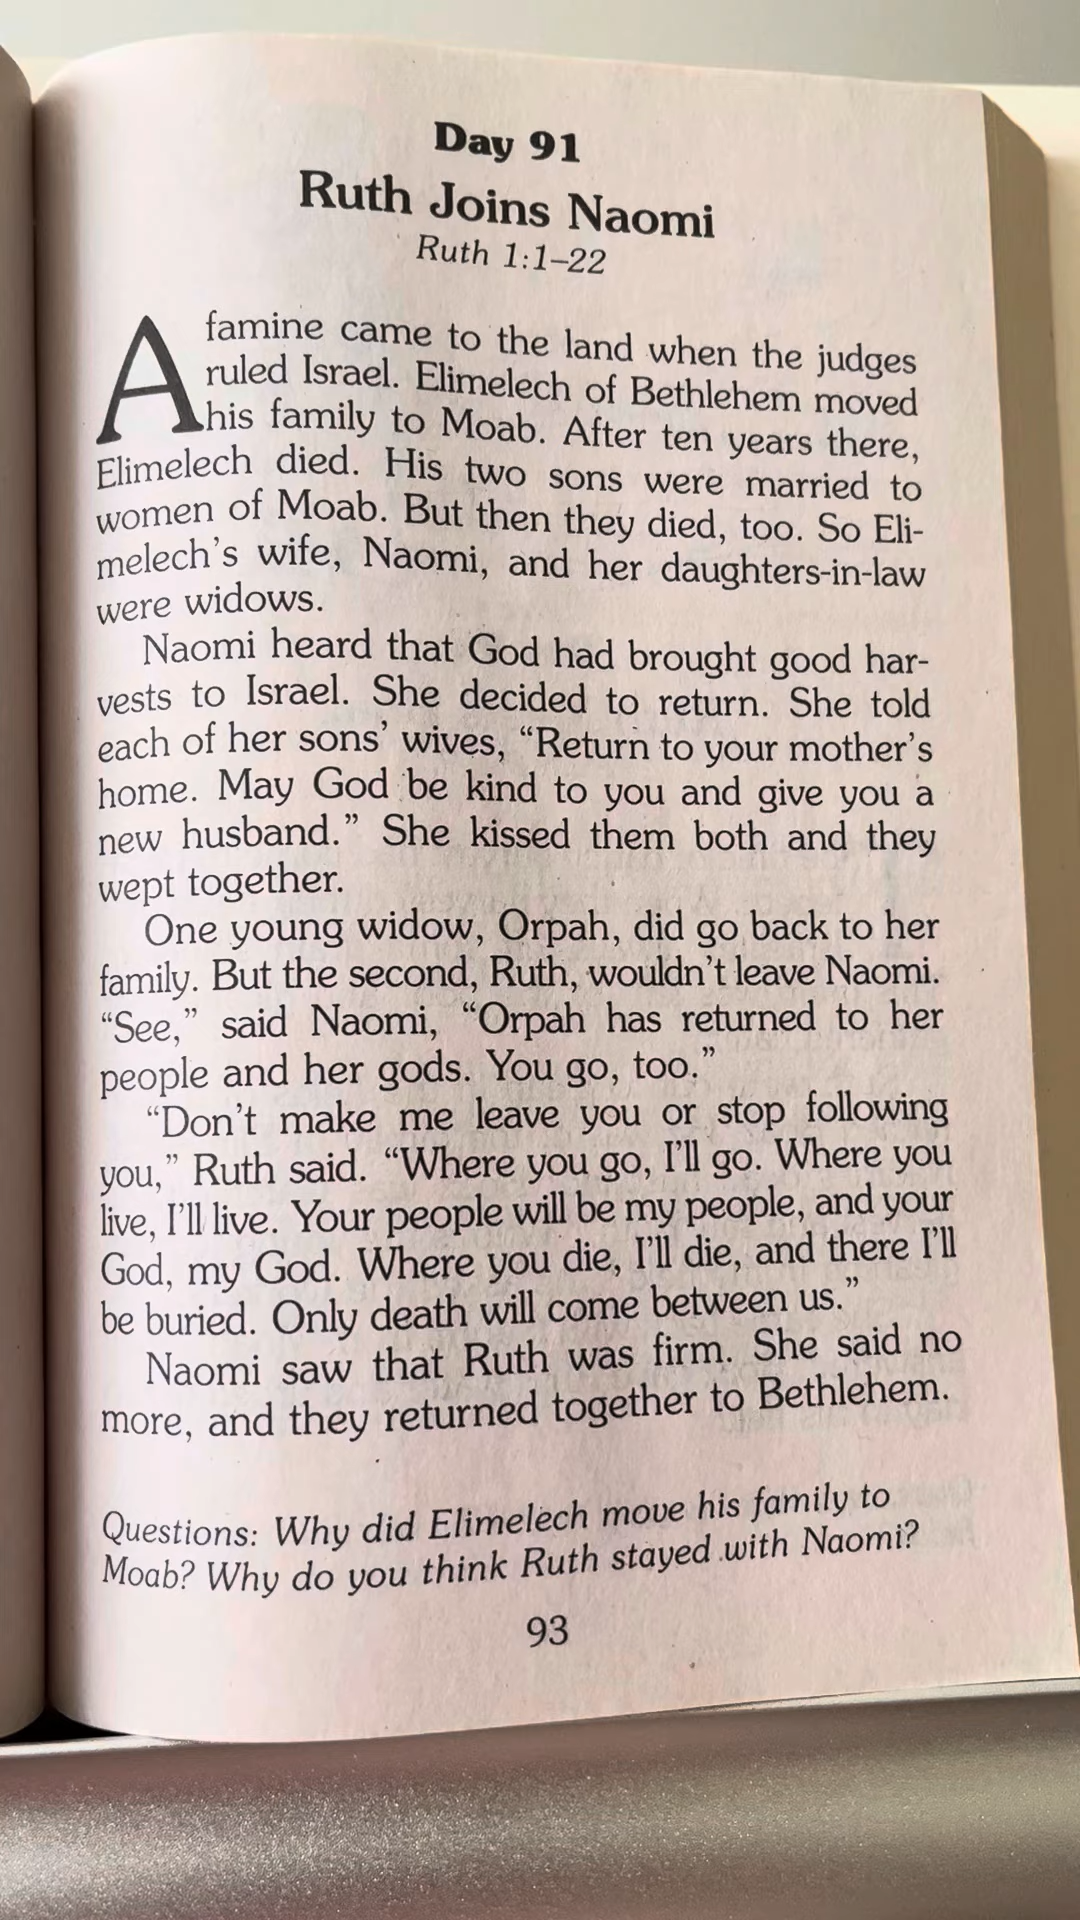 Day 91
Ruth Joins Naomi
Ruth 1:1–22
A famine came to the land when the judges
ruled Israel. Elimelech of Bethlehem moved
his family to Moab. After ten years there,
Elimelech died. His two sons were married to
women of Moab. But then they died, too. So Eli-
melech’s wife, Naomi, and her daughters-in-law
were widows.
Naomi heard that God had brought good har-
vests to Israel. She decided to return. She told
each of her sons’ wives, “Return to your mother’s
home. May God be kind to you and give you a
new husband.” She kissed them both and they
wept together.
One young widow, Orpah, did go back to her
family. But the second, Ruth, wouldn’t leave Naomi.
“See,” said Naomi, “Orpah has returned to her
people and her gods. You go, too.”
“Don’t make me leave you or stop following
you,” Ruth said. “Where you go, I’ll go. Where you
live, I’ll live. Your people will be my people, and your
God, my God. Where you die, I’ll die, and there I’ll
be buried. Only death will come between us.”
Naomi saw that Ruth was firm. She said no
more, and they returned together to Bethlehem.
Questions: Why did Elimelech move his family to
Moab? Why do you think Ruth stayed with Naomi?
93